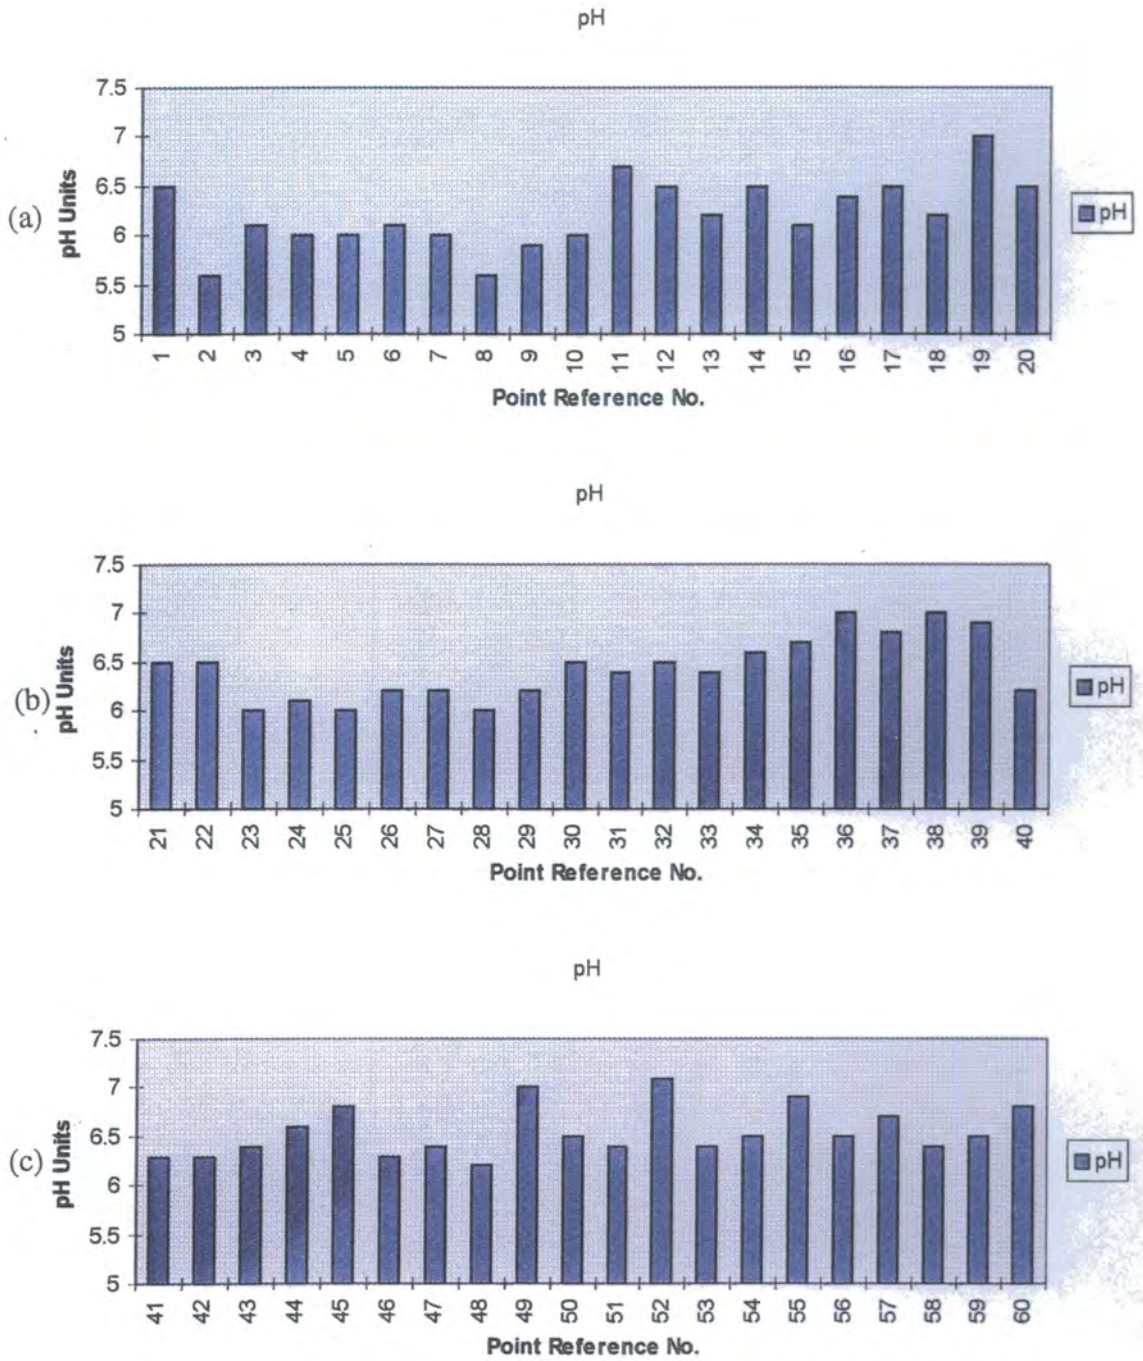 pH
7.5
7
6.5
6
5.5
5
pH Units
(a)
1 2 3 4 5 6 7 8 9 10 11 12 13 14 15 16 17 18 19 20
Point Reference No.
pH
pH
7.5
7
6.5
6
5.5
5
pH Units
(b)
21 22 23 24 25 26 27 28 29 30 31 32 33 34 35 36 37 38 39 40
Point Reference No.
pH
pH
7.5
7
6.5
6
5.5
5
pH Units
(c)
41 42 43 44 45 46 47 48 49 50 51 52 53 54 55 56 57 58 59 60
Point Reference No.
pH